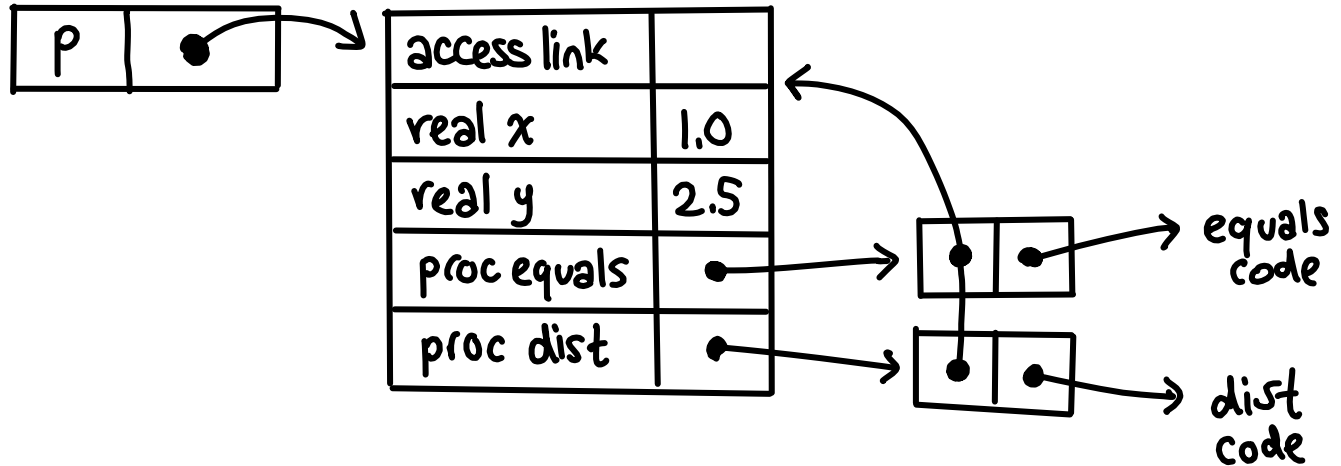 p
access link
real x 1.0
real y 2.5
proc equals
proc dist
equals
code
dist
code